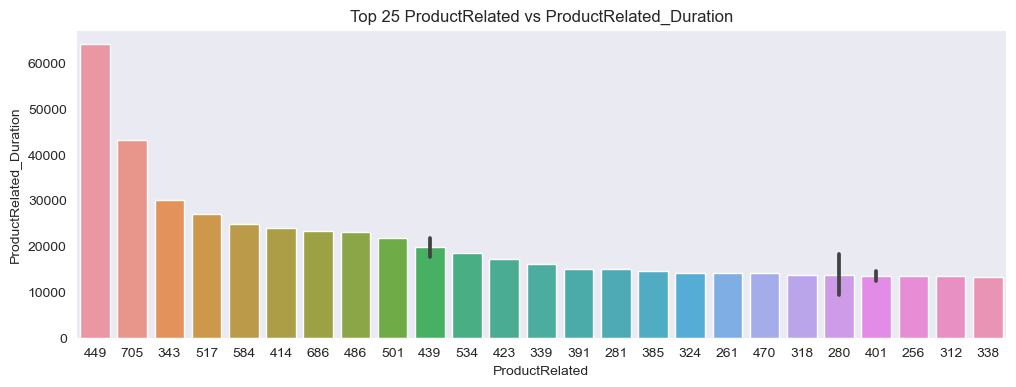 Top 25 ProductRelated vs ProductRelated_Duration
ProductRelated_Duration
60000
50000
40000
30000
20000
10000
0
449 705 343 517 584 414 686 486 501 439 534 423 339 391 281 385 324 261 470 318 280 401 256 312 338
ProductRelated